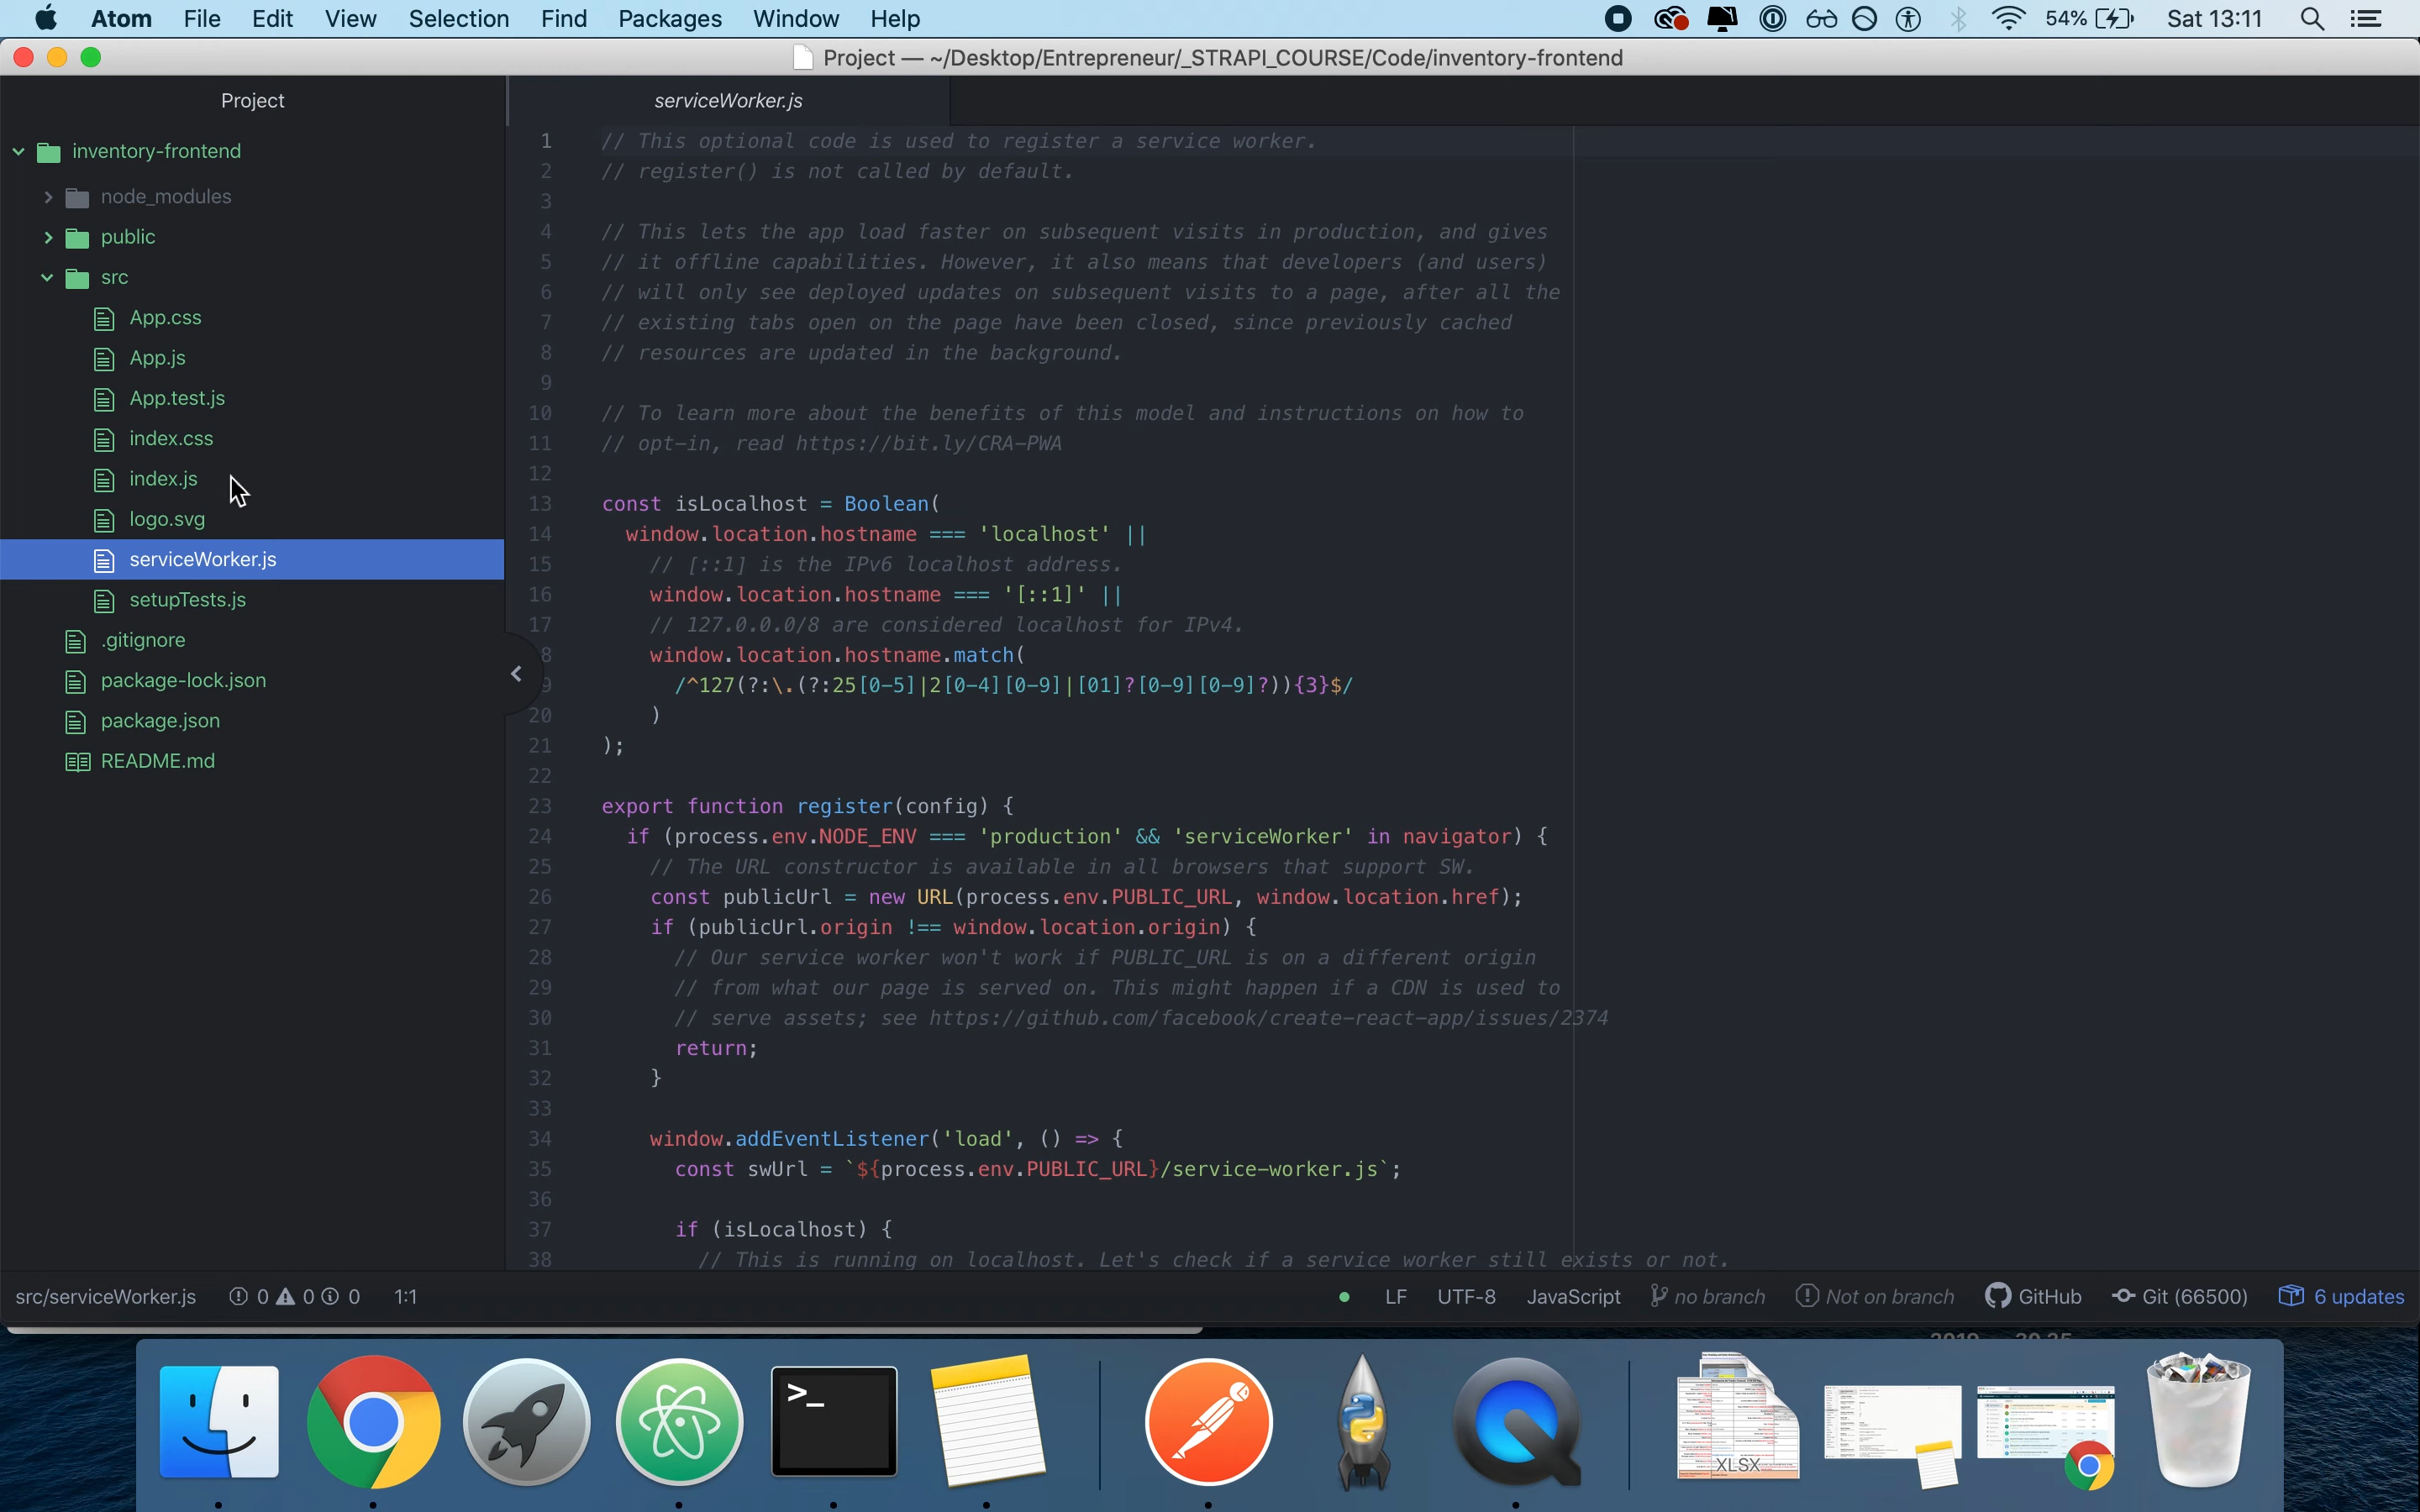 Atom File Edit View Selection Find Packages Window Help 54% Sat 13:11
Project — ~/Desktop/Entrepreneur/_STRAPI_COURSE/Code/inventory-frontend
Project
serviceWorker.js
inventory-frontend
node_modules
public
src
App.css
App.js
App.test.js
index.css
index.js
logo.svg
serviceWorker.js
setupTests.js
.gitignore
package-lock.json
package.json
README.md
1 // This optional code is used to register a service worker.
2 // register() is not called by default.
3
4 // This lets the app load faster on subsequent visits in production, and gives
5 // it offline capabilities. However, it also means that developers (and users)
6 // will only see deployed updates on subsequent visits to a page, after all the
7 // existing tabs open on the page have been closed, since previously cached
8 // resources are updated in the background.
9
10 // To learn more about the benefits of this model and instructions on how to
11 // opt-in, read https://bit.ly/CRA-PWA
12
13 const isLocalhost = Boolean(
14 window.location.hostname === 'localhost' ||
15 // [::1] is the IPv6 localhost address.
16 window.location.hostname === '[::1]' ||
17 // 127.0.0.0/8 are considered localhost for IPv4.
8 window.location.hostname.match(
9 /^127(?:\.(?:25[0-5]|2[0-4][0-9]|[01]?[0-9][0-9]?)){3}$/
20 )
21 );
22
23 export function register(config) {
24 if (process.env.NODE_ENV === 'production' && 'serviceWorker' in navigator) {
25 // The URL constructor is available in all browsers that support SW.
26 const publicUrl = new URL(process.env.PUBLIC_URL, window.location.href);
27 if (publicUrl.origin !== window.location.origin) {
28 // Our service worker won't work if PUBLIC_URL is on a different origin
29 // from what our page is served on. This might happen if a CDN is used to
30 // serve assets; see https://github.com/facebook/create-react-app/issues/2374
31 return;
32 }
33
34 window.addEventListener('load', () => {
35 const swUrl = `${process.env.PUBLIC_URL}/service-worker.js`;
36
37 if (isLocalhost) {
38 // This is running on localhost. Let's check if a service worker still exists or not.
src/serviceWorker.js 0 0 0 1:1 LF UTF-8 JavaScript no branch Not on branch GitHub Git (66500) 6 updates
>_
XLSX